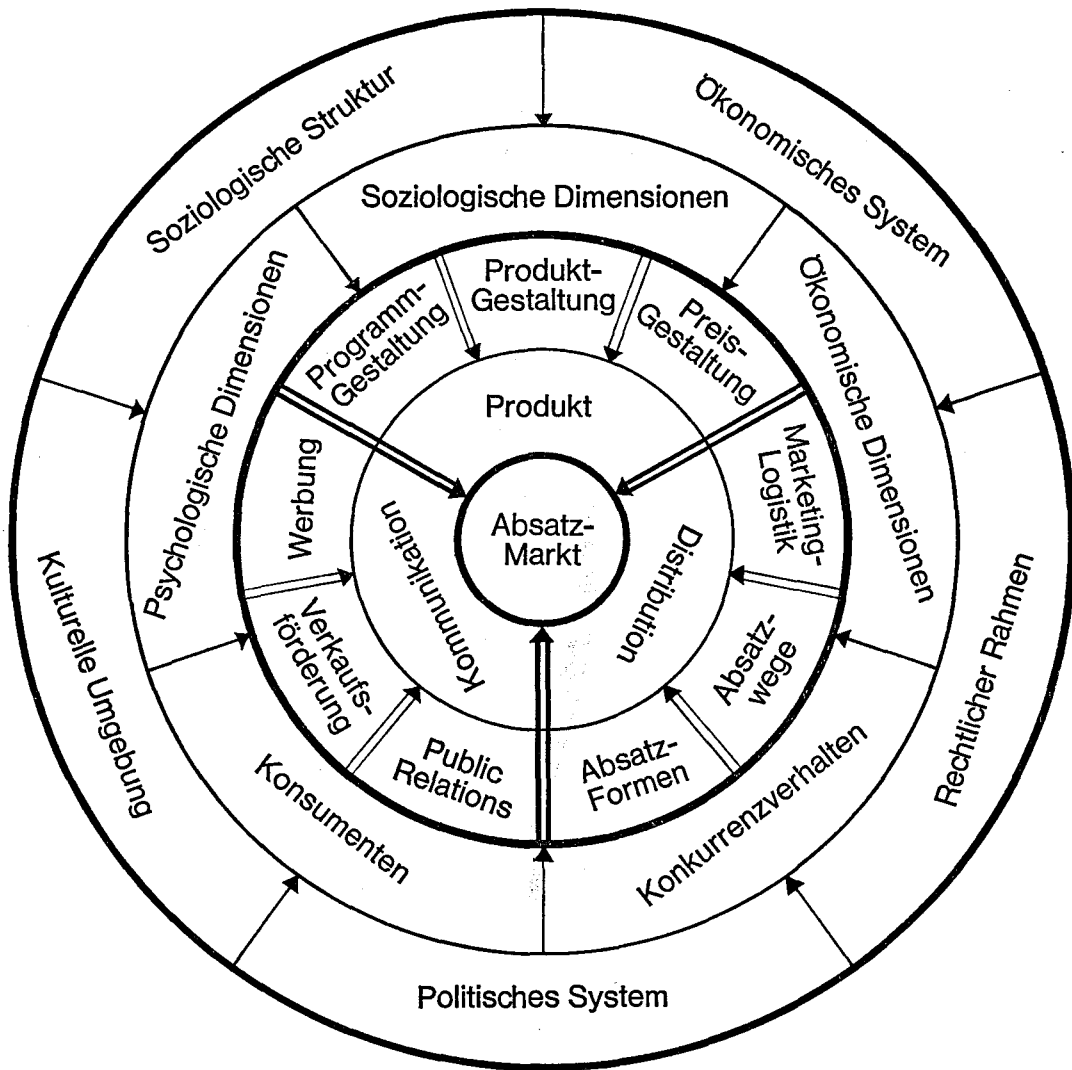 Soziologische Struktur
Ökonomisches System
Rechtlicher Rahmen
Politisches System
Kulturelle Umgebung
Soziologische Dimensionen
Ökonomische Dimensionen
Konkurrenzverhalten
Konsumenten
Psychologische Dimensionen
Programm-
Gestaltung
Produkt-
Gestaltung
Preis-
Gestaltung
Marketing-
Logistik
Absatz-
wege
Absatz-
Formen
Public
Relations
Verkaufs-
förderung
Werbung
Produkt
Distribution
Kommunikation
Absatz-
Markt